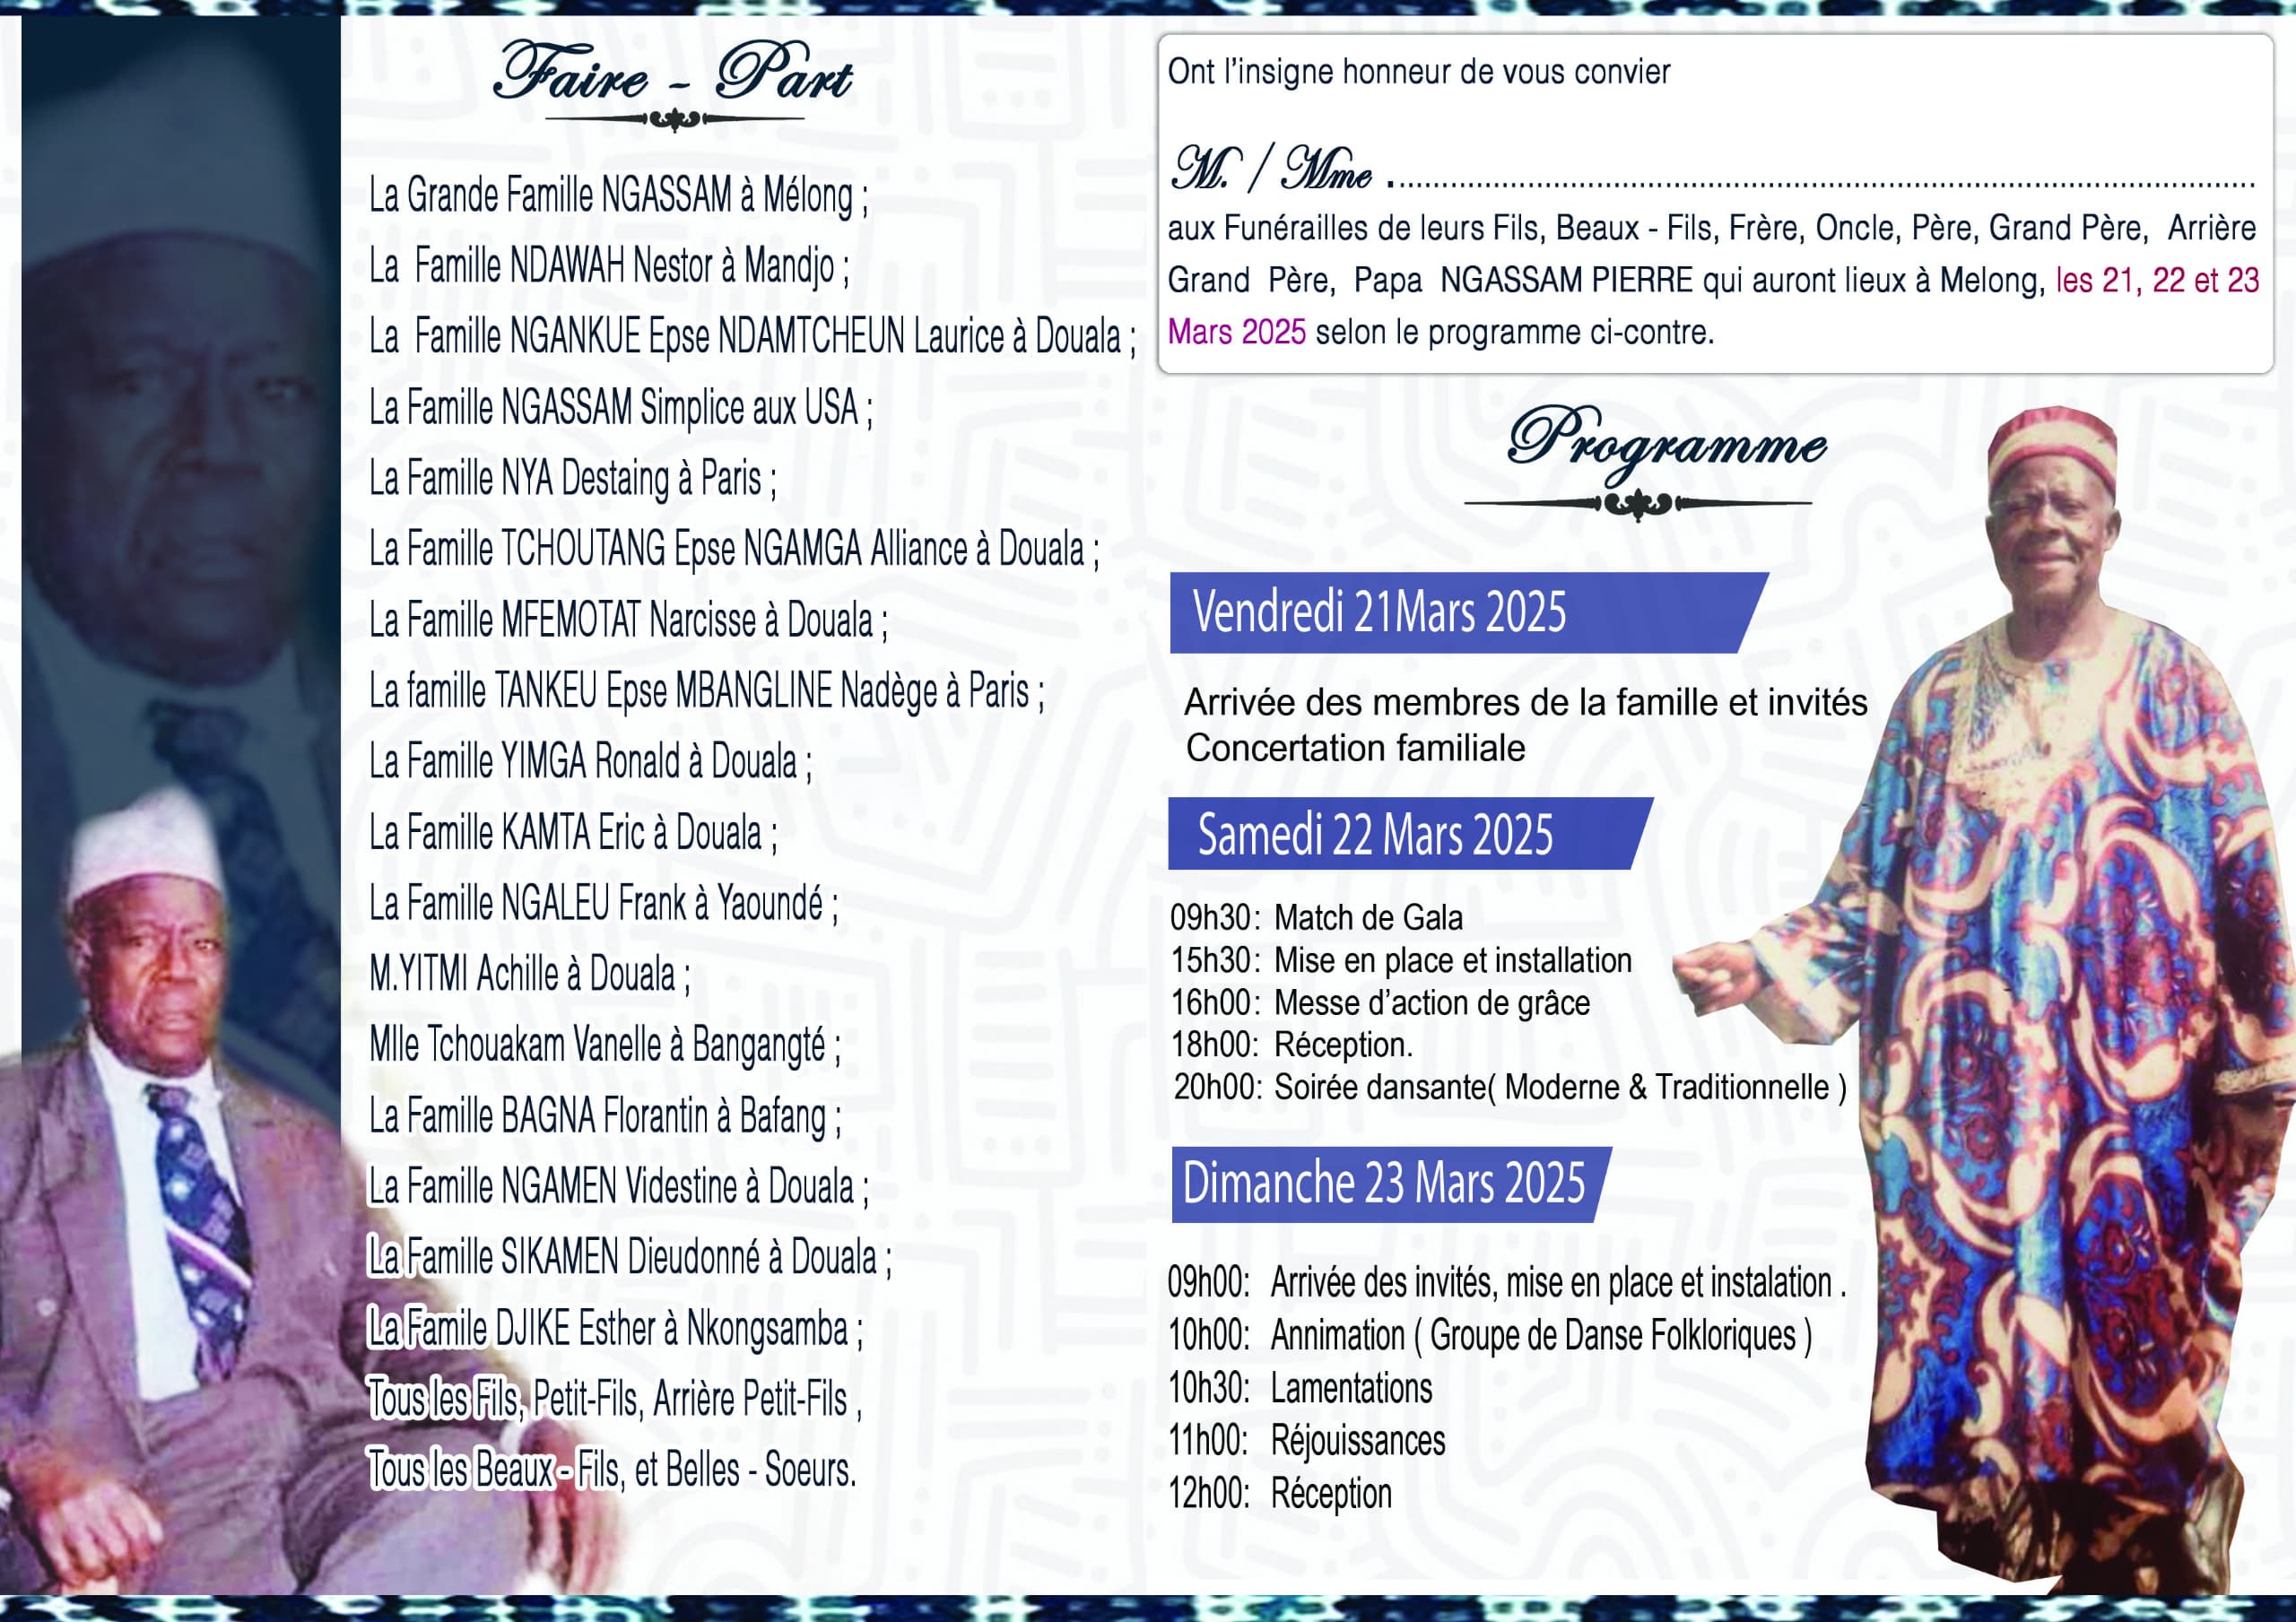 Faire - Part
La Grande Famille NGASSAM à Mélong ;
La Famille NDAWAH Nestor à Mandjo ;
La Famille NGANKUE Epse NDAMTCHEUN Laurice à Douala ;
La Famille NGASSAM Simplice aux USA ;
La Famille NYA Destaing à Paris ;
La Famille TCHOUTANG Epse NGAMGA Alliance à Douala ;
La Famille MFEMOTAT Narcisse à Douala ;
La famille TANKEU Epse MBANGLINE Nadège à Paris ;
La Famille YIMGA Ronald à Douala ;
La Famille KAMTA Eric à Douala ;
La Famille NGALEU Frank à Yaoundé ;
M.YITMI Achille à Douala ;
Mlle Tchouakam Vanelle à Bangangté ;
La Famille BAGNA Florantin à Bafang ;
La Famille NGAMEN Videstine à Douala ;
La Famille SIKAMEN Dieudonné à Douala ;
La Famile DJIKE Esther à Nkongsamba ;
Tous les Fils, Petit-Fils, Arrière Petit-Fils ,
Tous les Beaux - Fils, et Belles - Soeurs.
Ont l'insigne honneur de vous convier
M. / Mme ...............................................................................................
aux Funérailles de leurs Fils, Beaux - Fils, Frère, Oncle, Père, Grand Père, Arrière
Grand Père, Papa NGASSAM PIERRE qui auront lieux à Melong, les 21, 22 et 23
Mars 2025 selon le programme ci-contre.
Programme
Vendredi 21Mars 2025
Arrivée des membres de la famille et invités
Concertation familiale
Samedi 22 Mars 2025
09h30: Match de Gala
15h30: Mise en place et installation
16h00: Messe d'action de grâce
18h00: Réception.
20h00: Soirée dansante( Moderne & Traditionnelle )
Dimanche 23 Mars 2025
09h00: Arrivée des invités, mise en place et instalation .
10h00: Annimation ( Groupe de Danse Folkloriques )
10h30: Lamentations
11h00: Réjouissances
12h00: Réception